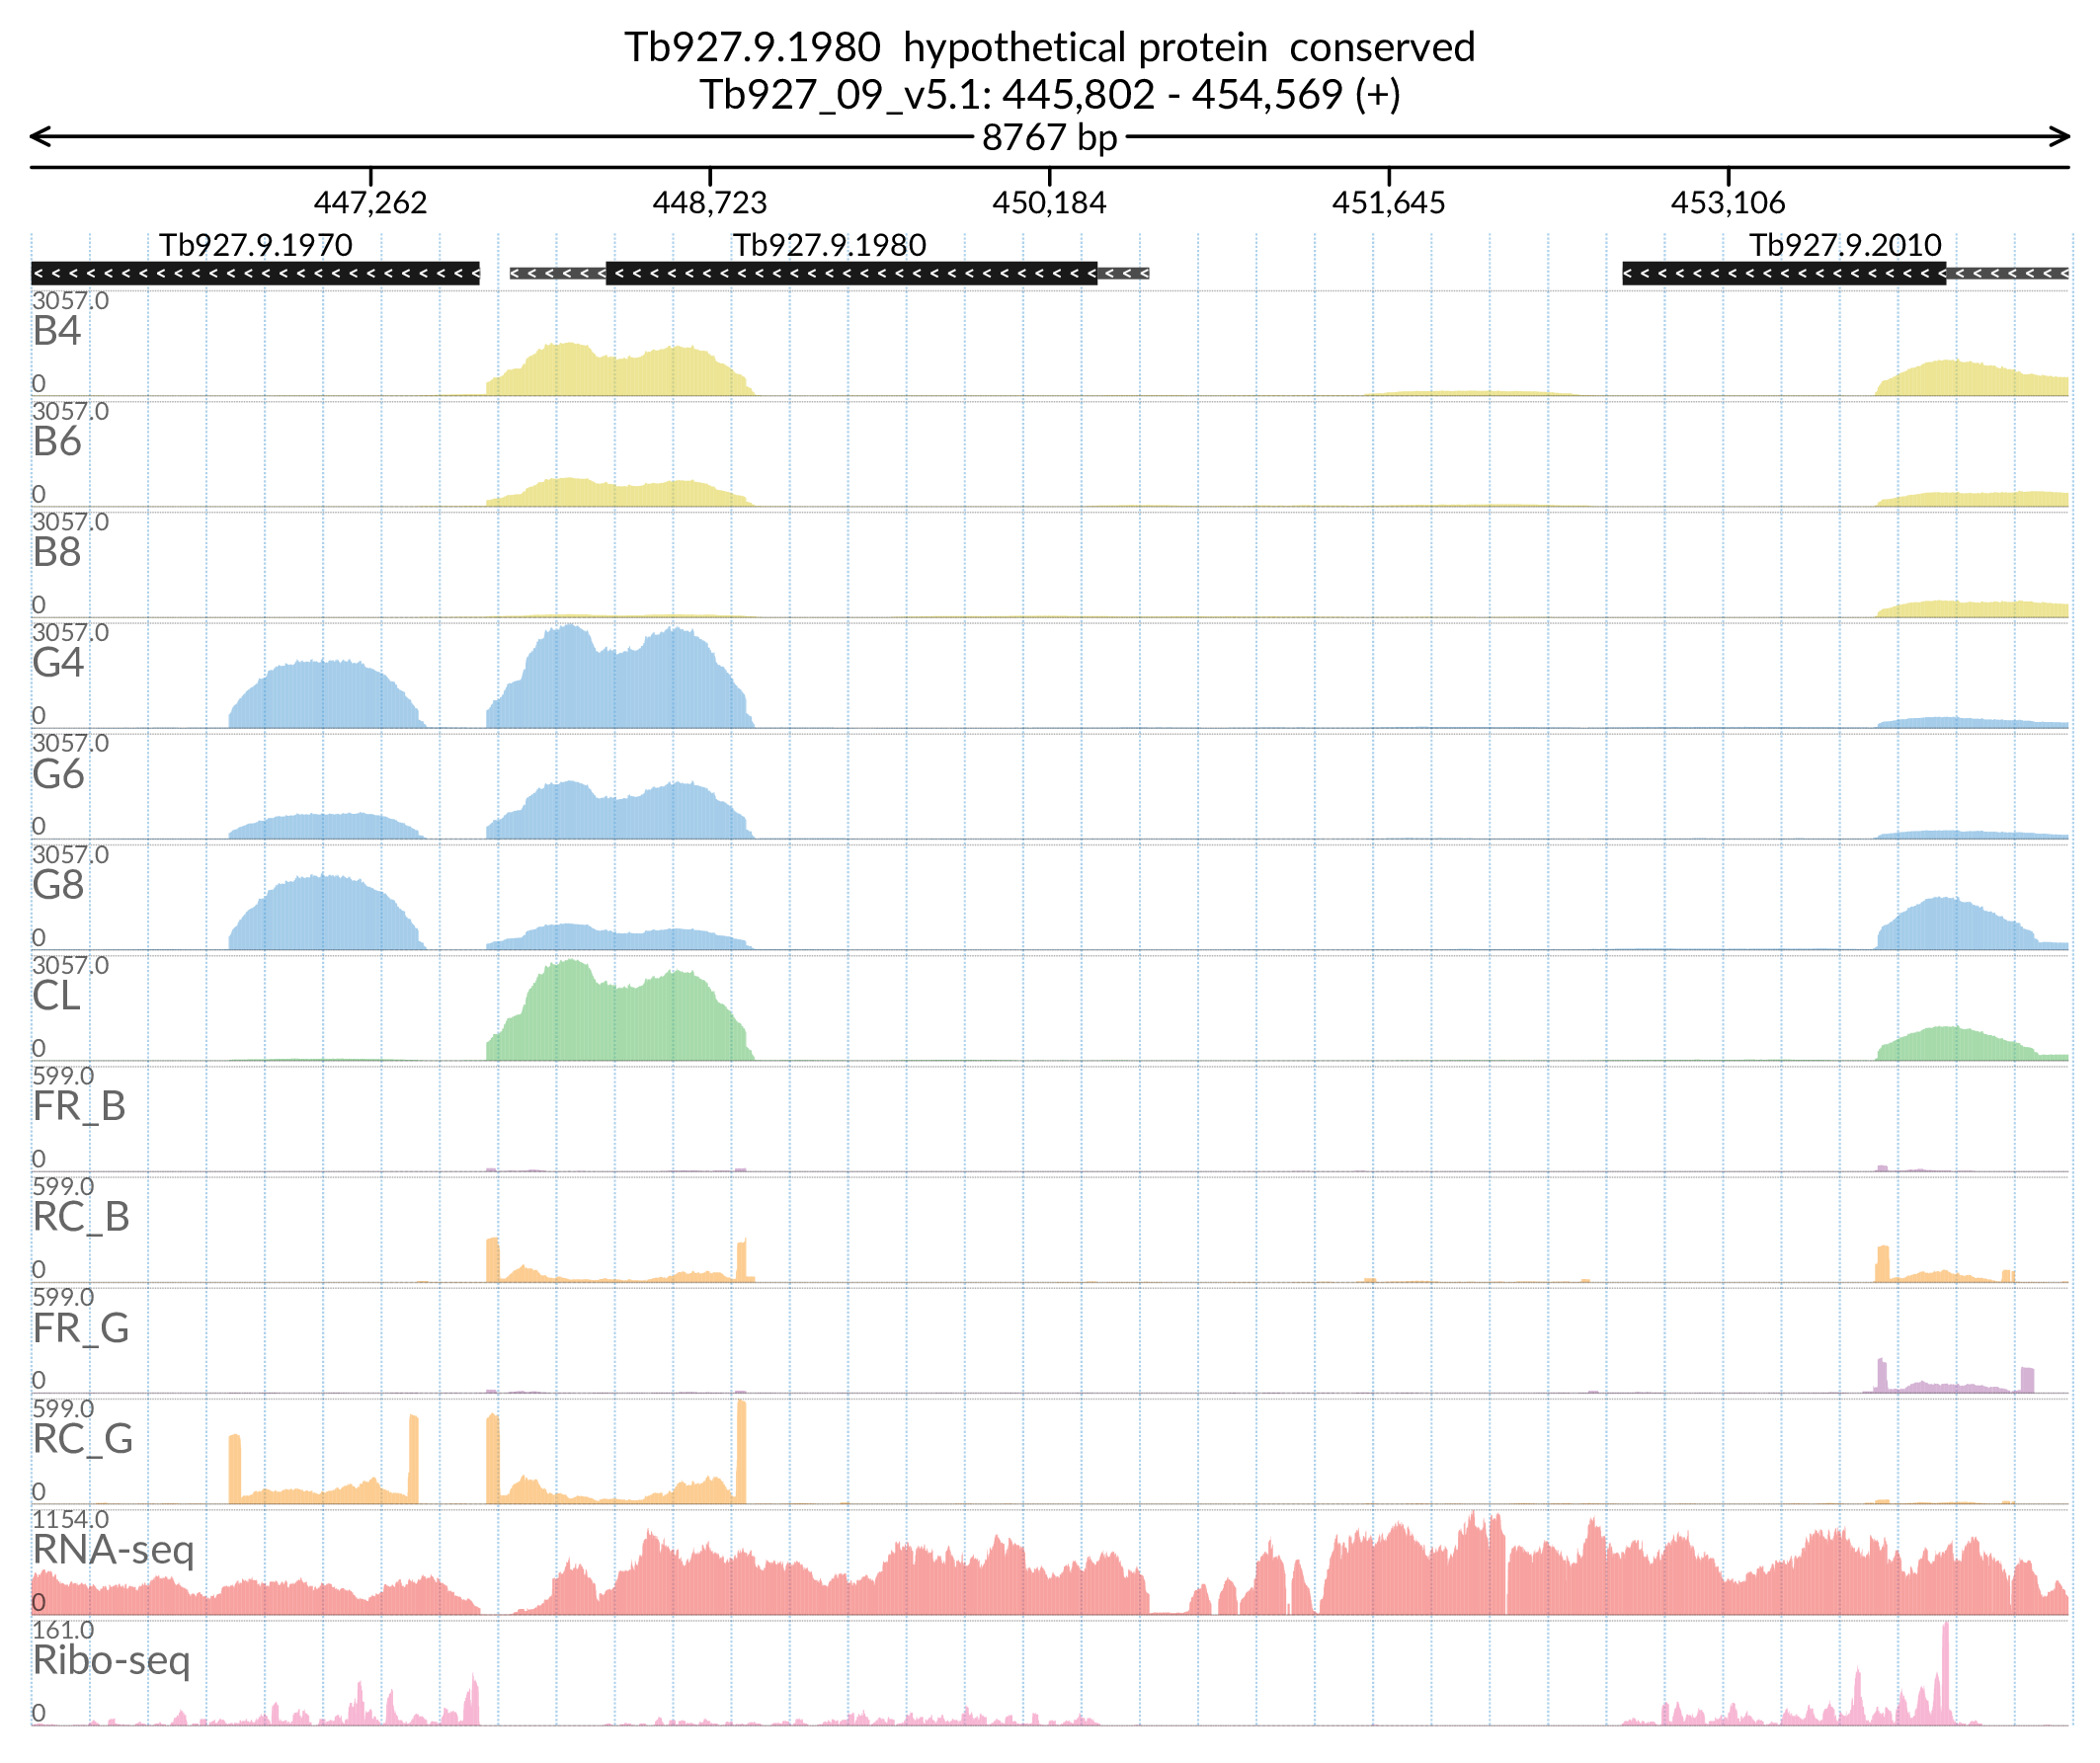 Tb927.9.1980  hypothetical protein  conserved
Tb927_09_v5.1: 445,802 - 454,569 (+)
8767 bp
447,262 448,723 450,184 451,645 453,106
Tb927.9.1970 Tb927.9.1980 Tb927.9.2010
3057.0
B4
0
3057.0
B6
0
3057.0
B8
0
3057.0
G4
0
3057.0
G6
0
3057.0
G8
0
3057.0
CL
0
599.0
FR_B
0
599.0
RC_B
0
599.0
FR_G
0
599.0
RC_G
0
1154.0
RNA-seq
0
161.0
Ribo-seq
0